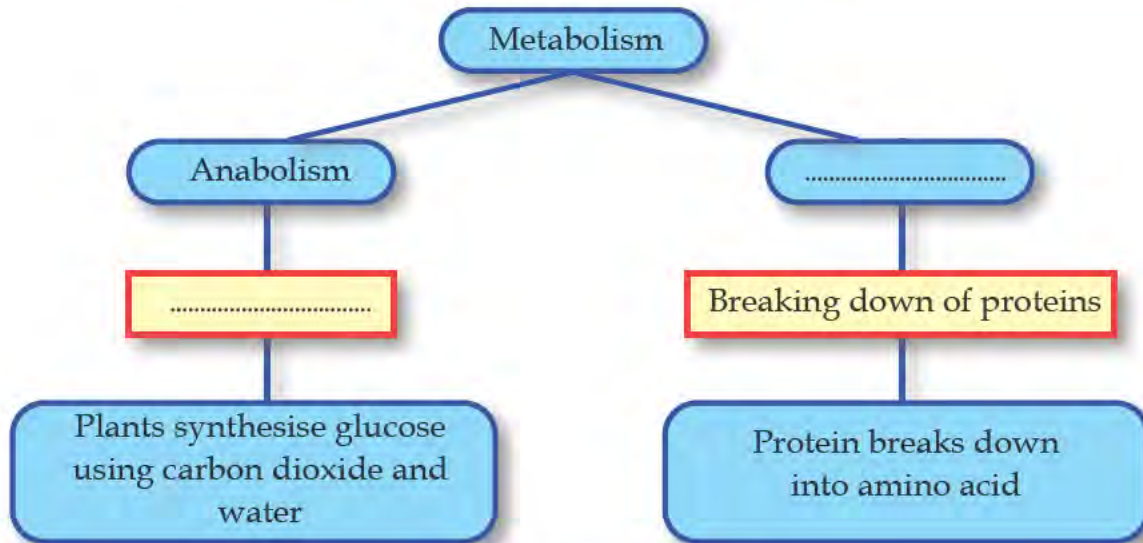 Metabolism
Anabolism
..................................
..................................
Breaking down of proteins
Plants synthesise glucose
using carbon dioxide and
water
Protein breaks down
into amino acid